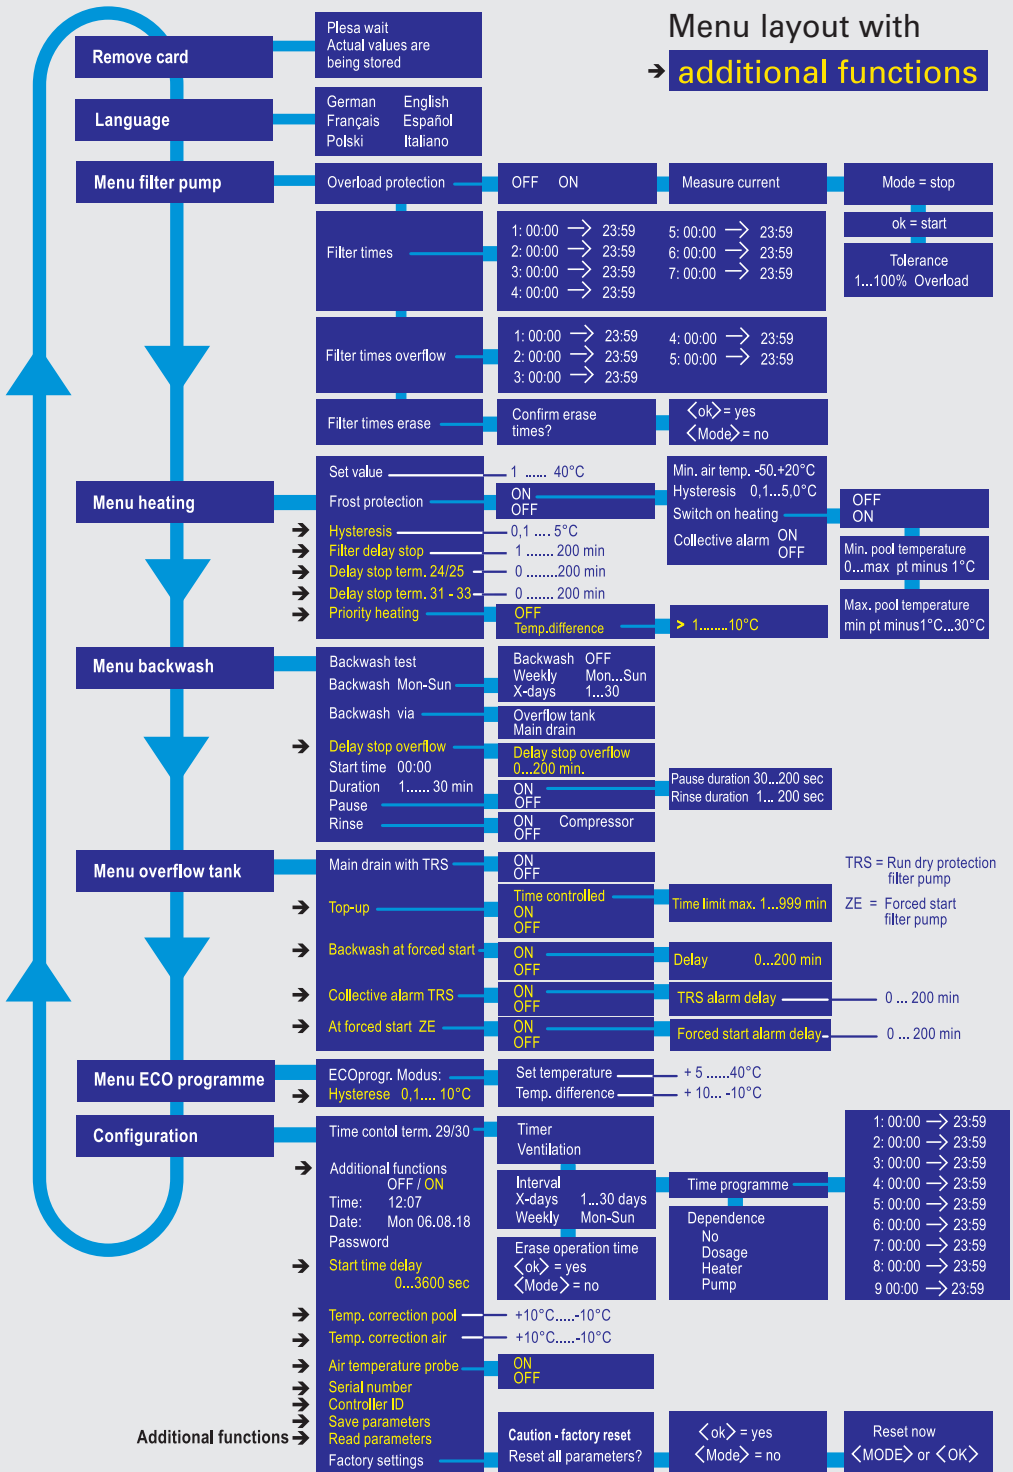 Menu layout with
➔ additional functions
Remove card
Plesa wait
Actual values are
being stored
Language
German English
Français Español
Polski Italiano
Menu filter pump
Overload protection
OFF ON
Measure current
Mode = stop
ok = start
Tolerance
1...100% Overload
Filter times
1: 00:00 → 23:59 5: 00:00 → 23:59
2: 00:00 → 23:59 6: 00:00 → 23:59
3: 00:00 → 23:59 7: 00:00 → 23:59
4: 00:00 → 23:59
Filter times overflow
1: 00:00 → 23:59 4: 00:00 → 23:59
2: 00:00 → 23:59 5: 00:00 → 23:59
3: 00:00 → 23:59
Filter times erase
Confirm erase
times?
<ok> = yes
<Mode> = no
Menu heating
Set value
1 ...... 40°C
Frost protection
ON
OFF
Min. air temp. -50.+20°C
Hysteresis 0,1...5,0°C
Switch on heating
Collective alarm ON
OFF
OFF
ON
Min. pool temperature
0...max pt minus 1°C
Max. pool temperature
min pt minus1°C...30°C
➔ Hysteresis
0,1 .... 5°C
➔ Filter delay stop
1 ....... 200 min
➔ Delay stop term. 24/25
0 ........200 min
➔ Delay stop term. 31 - 33
0 ....... 200 min
➔ Priority heating
OFF
Temp.difference
> 1........10°C
Menu backwash
Backwash test
Backwash Mon-Sun
Backwash OFF
Weekly Mon...Sun
X-days 1...30
Backwash via
Overflow tank
Main drain
➔ Delay stop overflow
Delay stop overflow
0...200 min.
Start time 00:00
Duration 1...... 30 min
Pause
ON
OFF
Pause duration 30...200 sec
Rinse duration 1... 200 sec
Rinse
ON Compressor
OFF
Menu overflow tank
Main drain with TRS
ON
OFF
TRS = Run dry protection
filter pump
ZE = Forced start
filter pump
➔ Top-up
Time controlled
ON
OFF
Time limit max. 1...999 min
➔ Backwash at forced start
ON
OFF
Delay 0...200 min
➔ Collective alarm TRS
ON
OFF
TRS alarm delay
0 ... 200 min
➔ At forced start ZE
ON
OFF
Forced start alarm delay
0 ... 200 min
Menu ECO programme
ECOprogr. Modus:
➔ Hysterese 0,1.... 10°C
Set temperature
+ 5 ......40°C
Temp. difference
+ 10... -10°C
Configuration
Time contol term. 29/30
Timer
Ventilation
Interval
X-days 1...30 days
Weekly Mon-Sun
Erase operation time
<ok> = yes
<Mode> = no
Time programme
Dependence
No
Dosage
Heater
Pump
1: 00:00 → 23:59
2: 00:00 → 23:59
3: 00:00 → 23:59
4: 00:00 → 23:59
5: 00:00 → 23:59
6: 00:00 → 23:59
7: 00:00 → 23:59
8: 00:00 → 23:59
9 00:00 → 23:59
➔ Additional functions
OFF / ON
Time: 12:07
Date: Mon 06.08.18
Password
➔ Start time delay
0...3600 sec
➔ Temp. correction pool
+10°C.....-10°C
➔ Temp. correction air
+10°C.....-10°C
➔ Air temperature probe
ON
OFF
➔ Serial number
➔ Controller ID
➔ Save parameters
Additional functions ➔ Read parameters
Factory settings
Caution - factory reset
Reset all parameters?
<ok> = yes
<Mode> = no
Reset now
<MODE> or <OK>